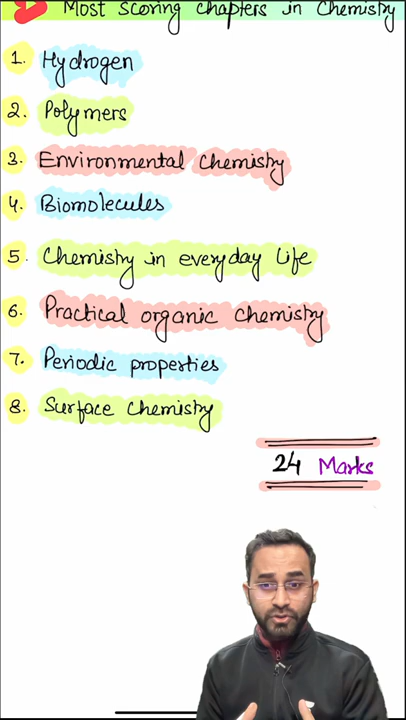 Most Scoring Chapters in Chemistry
1. Hydrogen
2. Polymers
3. Environmental Chemistry
4. Biomolecules
5. Chemistry in everyday life
6. Practical organic chemistry
7. Periodic properties
8. Surface Chemistry
24 Marks